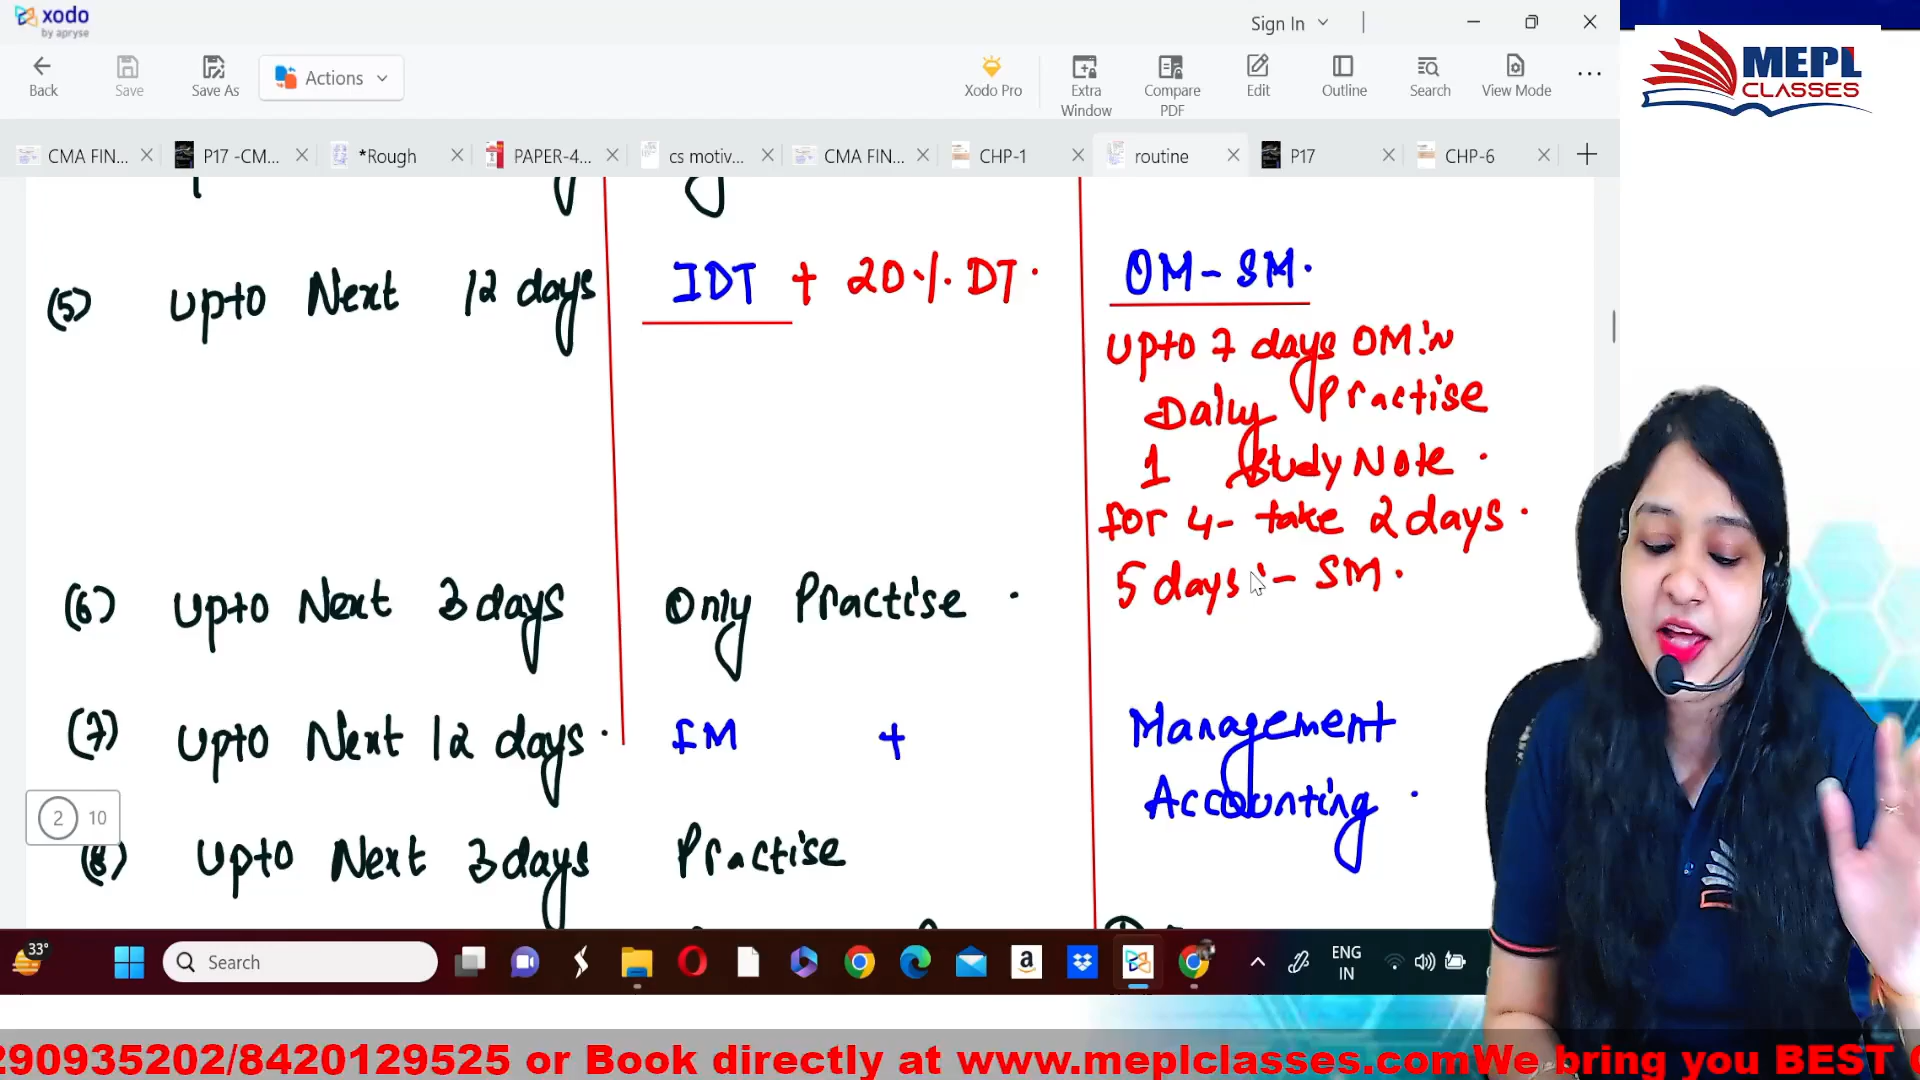 xodo
by apryse
Sign In
Back
Save
Save As
Actions
Xodo Pro
Extra Window
Compare PDF
Edit
Outline
Search
View Mode
MEPL
CLASSES
CMA FIN...
P17 -CM...
*Rough
PAPER-4...
cs motiv...
CMA FIN...
CHP-1
routine
P17
CHP-6
(5) Upto Next 12 days IDT + 20% DT. OM - SM.
Upto 7 days OM:~
Daily Practise
1 Study Note.
for 4- take 2 days.
5 days :- SM.
(6) Upto Next 3 days Only Practise.
(7) Upto Next 12 days. FM + Management
Accounting.
2 10
(8) Upto Next 3 days Practise
33°
Search
ENG
IN
290935202/8420129525 or Book directly at www.meplclasses.comWe bring you BEST